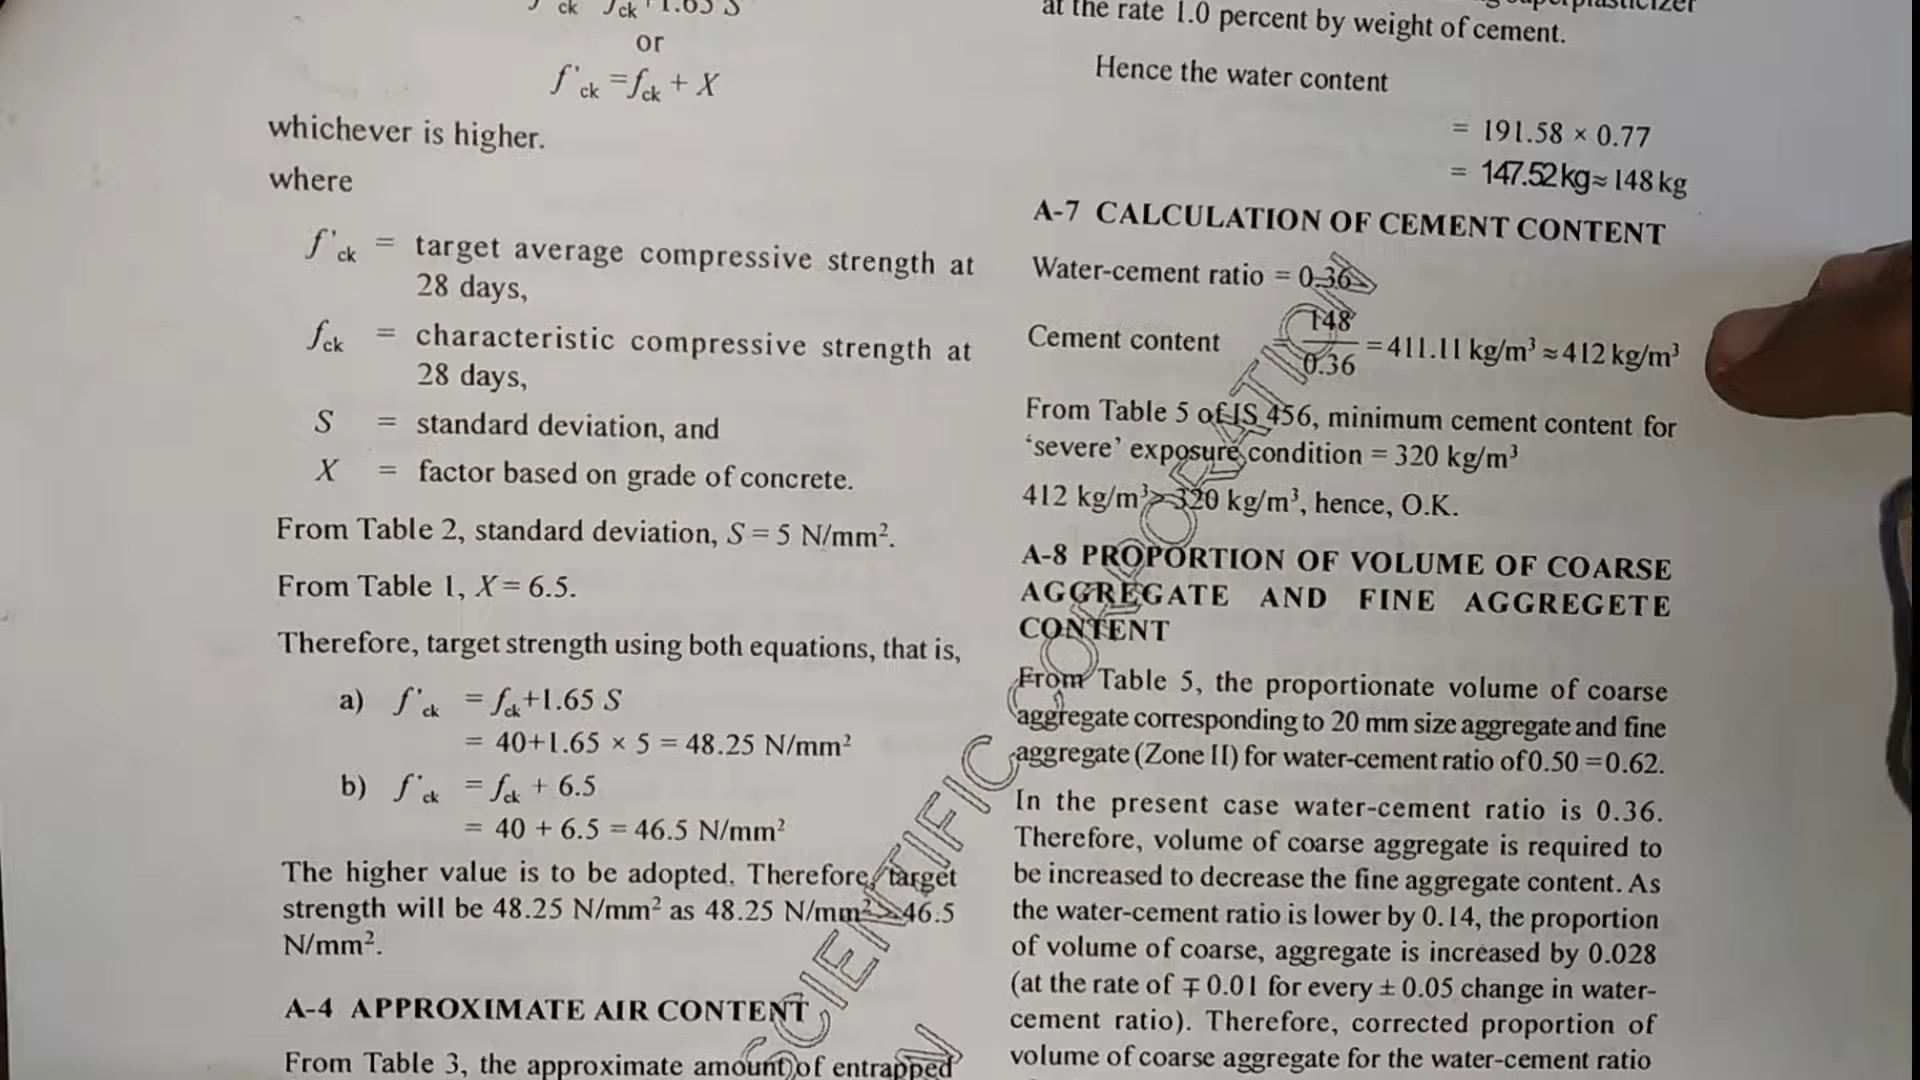 f'ck = fck + 1.65 S
or
f'ck = fck + X
whichever is higher.
where
f'ck = target average compressive strength at
28 days,
fck = characteristic compressive strength at
28 days,
S = standard deviation, and
X = factor based on grade of concrete.
From Table 2, standard deviation, S = 5 N/mm².
From Table 1, X = 6.5.
Therefore, target strength using both equations, that is,
a) f'ck = fck+1.65 S
= 40+1.65 × 5 = 48.25 N/mm²
b) f'ck = fck + 6.5
= 40 + 6.5 = 46.5 N/mm²
The higher value is to be adopted. Therefore, target
strength will be 48.25 N/mm² as 48.25 N/mm² > 46.5
N/mm².
A-4 APPROXIMATE AIR CONTENT
From Table 3, the approximate amount of entrapped
superplasticizer
at the rate 1.0 percent by weight of cement.
Hence the water content
= 191.58 × 0.77
= 147.52 kg ≈ 148 kg
A-7 CALCULATION OF CEMENT CONTENT
Water-cement ratio = 0.36
Cement content = 148/0.36 = 411.11 kg/m³ ≈ 412 kg/m³
From Table 5 of IS 456, minimum cement content for
‘severe’ exposure condition = 320 kg/m³
412 kg/m³ > 320 kg/m³, hence, O.K.
A-8 PROPORTION OF VOLUME OF COARSE
AGGREGATE AND FINE AGGREGETE
CONTENT
From Table 5, the proportionate volume of coarse
aggregate corresponding to 20 mm size aggregate and fine
aggregate (Zone II) for water-cement ratio of 0.50 = 0.62.
In the present case water-cement ratio is 0.36.
Therefore, volume of coarse aggregate is required to
be increased to decrease the fine aggregate content. As
the water-cement ratio is lower by 0.14, the proportion
of volume of coarse, aggregate is increased by 0.028
(at the rate of ∓ 0.01 for every ± 0.05 change in water-
cement ratio). Therefore, corrected proportion of
volume of coarse aggregate for the water-cement ratio
SCIENTIFIC CORPORATION